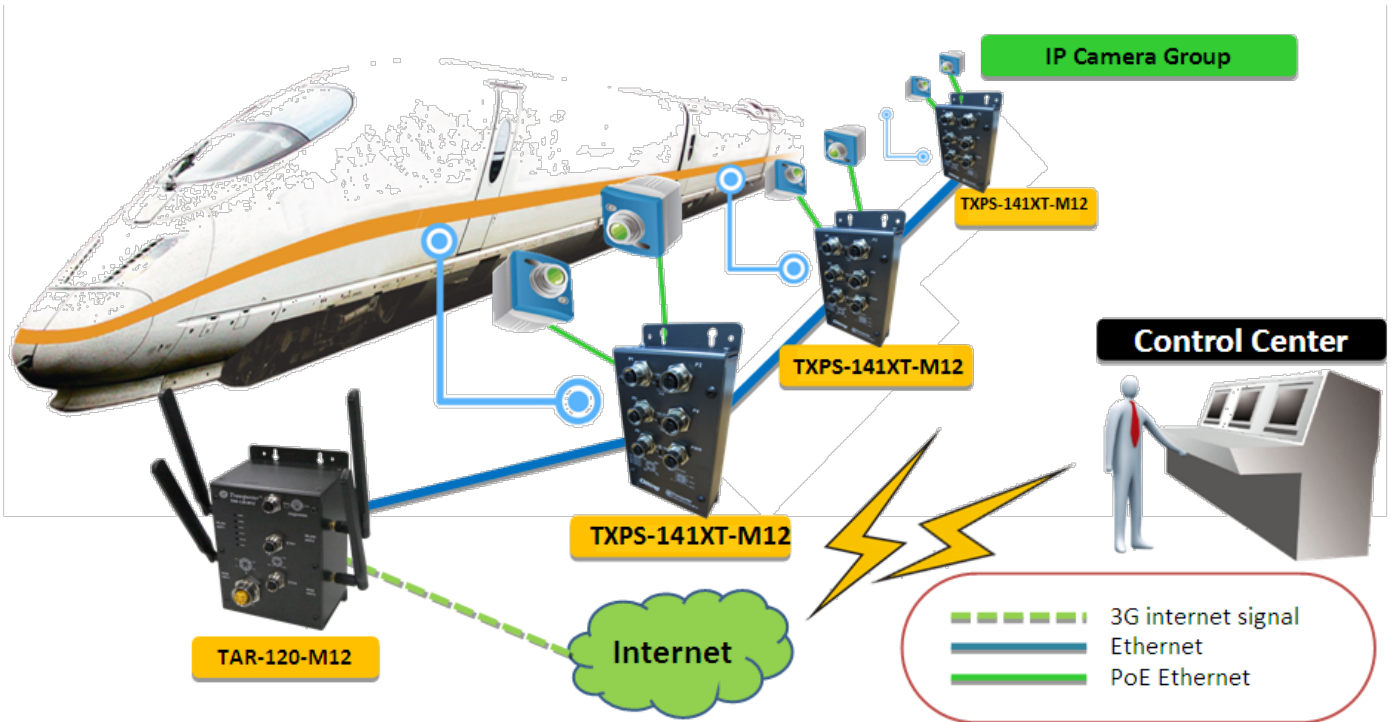 IP Camera Group
TXPS-141XT-M12
TXPS-141XT-M12
Control Center
TXPS-141XT-M12
TAR-120-M12
Internet
3G internet signal
Ethernet
PoE Ethernet